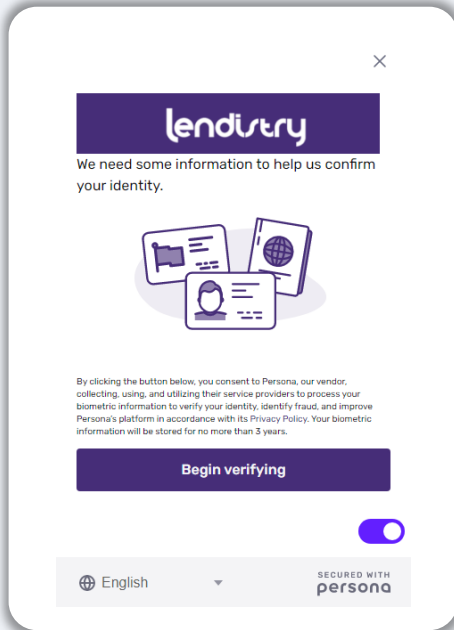 lendistry
We need some information to help us confirm
your identity.
By clicking the button below, you consent to Persona, our vendor,
collecting, using, and utilizing their service providers to process your
biometric information to verify your identity, identify fraud, and improve
Persona's platform in accordance with its Privacy Policy. Your biometric
information will be stored for no more than 3 years.
Begin verifying
English
SECURED WITH
persona